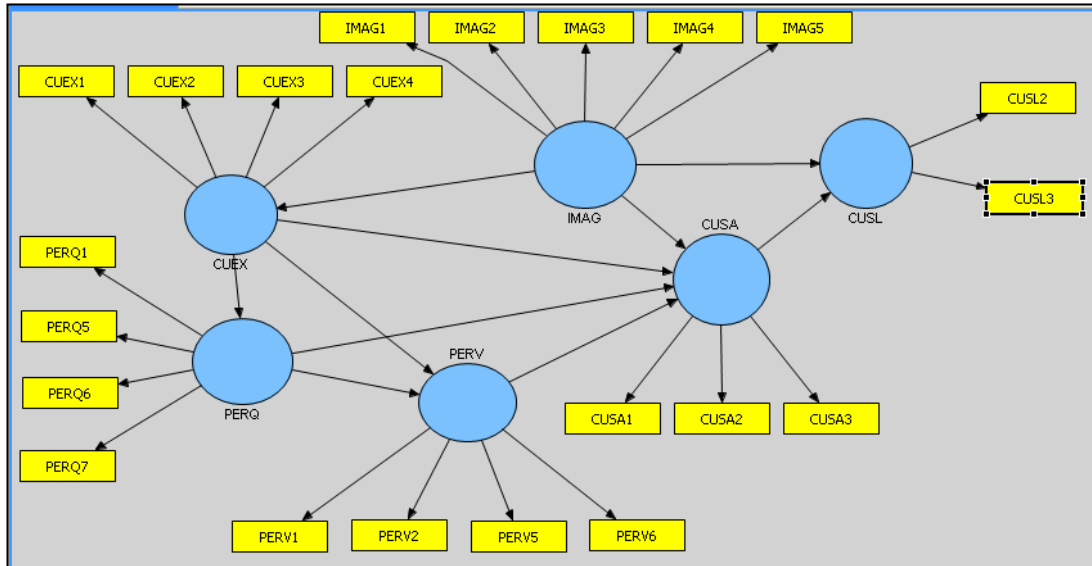 IMAG1 IMAG2 IMAG3 IMAG4 IMAG5
CUEX1 CUEX2 CUEX3 CUEX4
CUSL2
CUSL3
IMAG
CUSL
CUSA
CUEX
PERQ1
PERQ5
PERQ6
PERQ7
PERQ
PERV
CUSA1 CUSA2 CUSA3
PERV1 PERV2 PERV5 PERV6